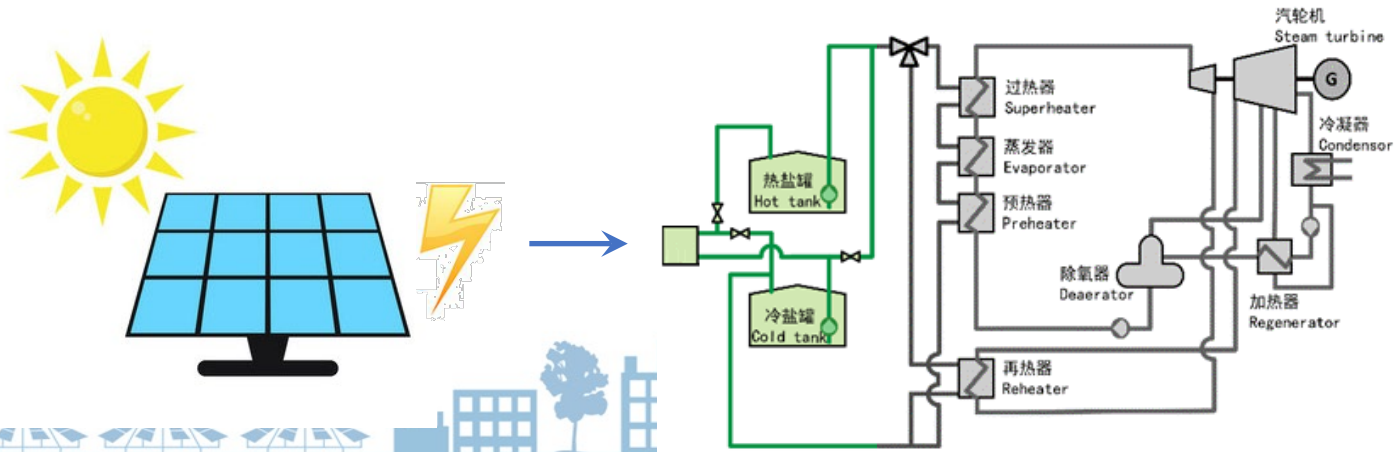 汽轮机
Steam turbine
G
过热器
Superheater
冷凝器
Condensor
蒸发器
Evaporator
热盐罐
Hot tank
预热器
Preheater
除氧器
Deaerator
加热器
Regenerator
冷盐罐
Cold tank
再热器
Reheater